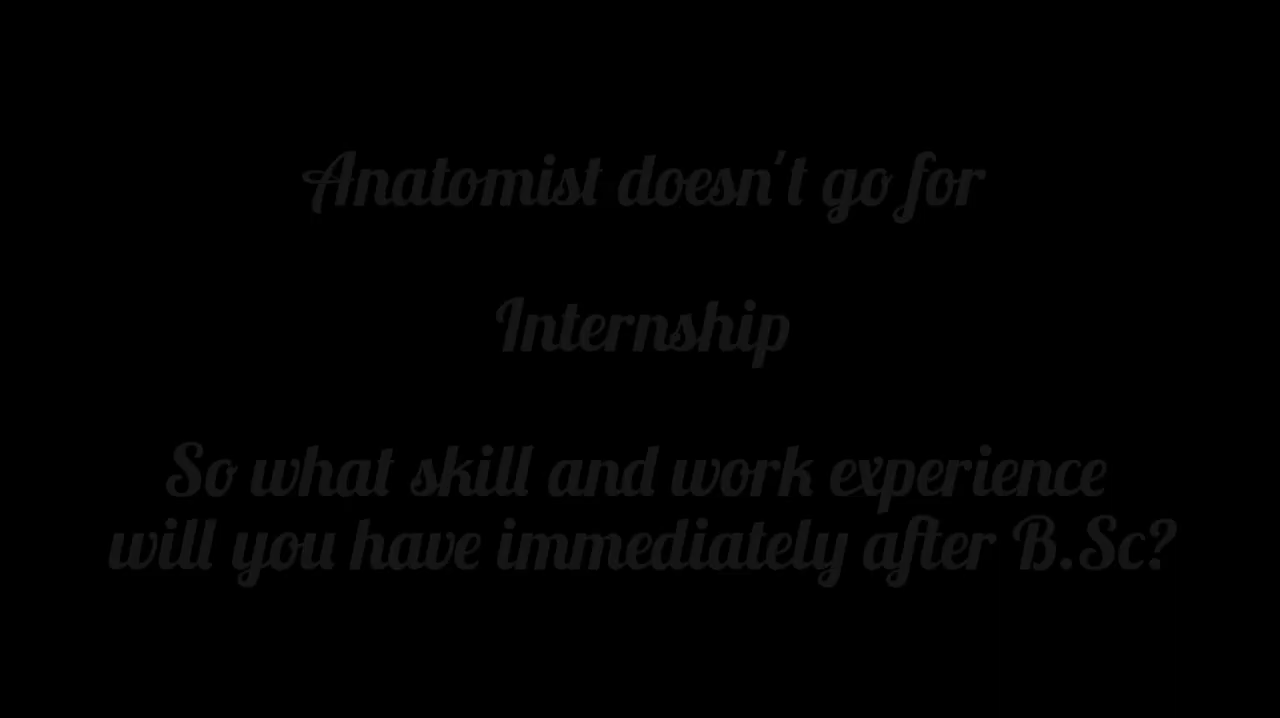 Anatomist doesn't go for
Internship
So what skill and work experience
will you have immediately after B.Sc?